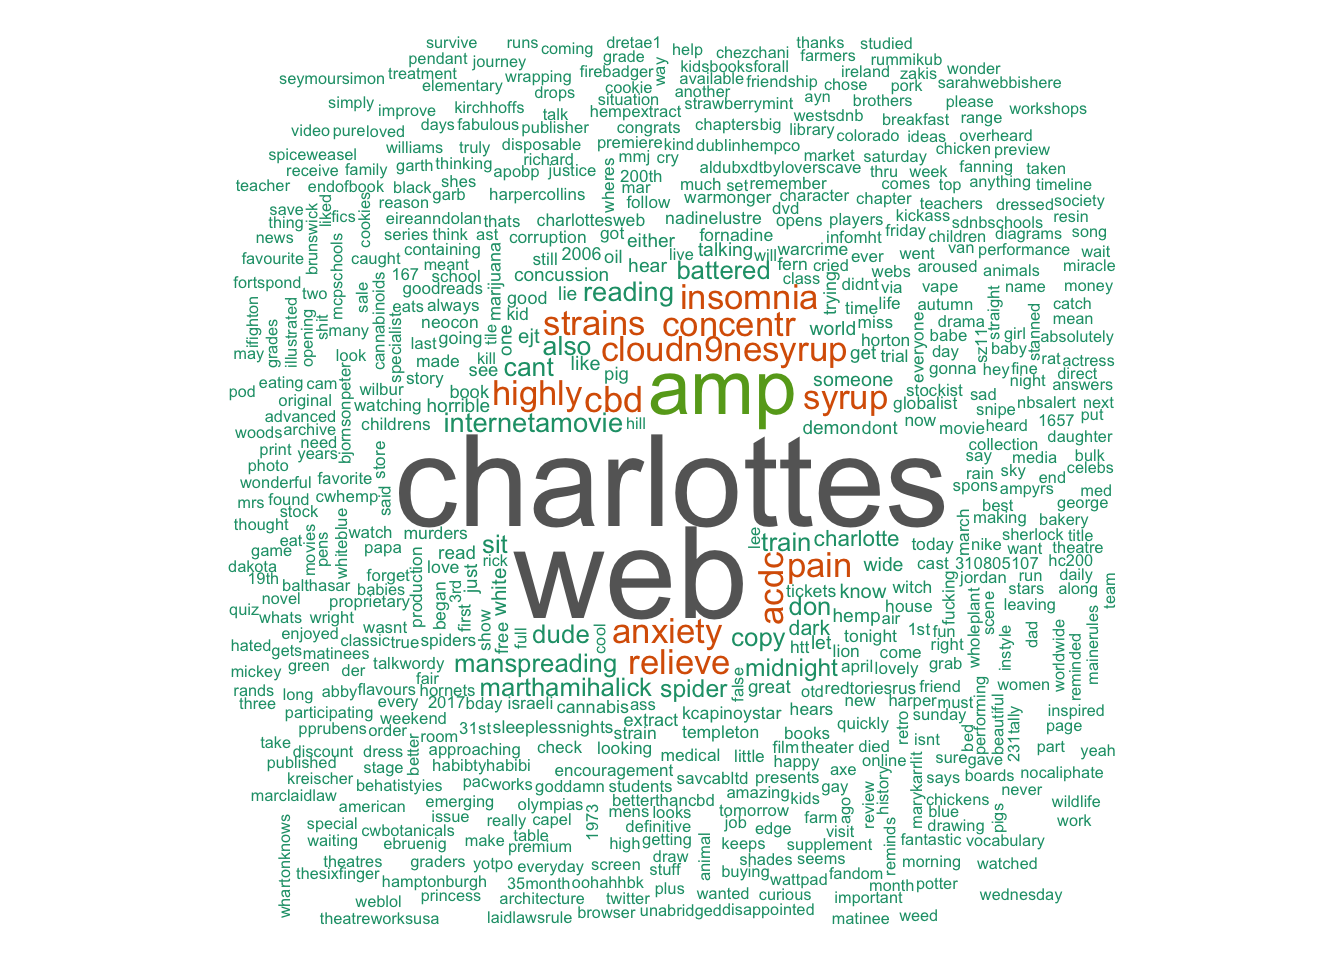 survive runs coming dretae1 help chezchani thanks studied
pendant journey grade way farmers rummikub
seymoursimon treatment wrapping firebadger kidsbooksforall ireland zakis wonder
elementary drops cookie available friendship chose pork sarahwebbishere
simply improve kirchhoffs talk situation another strawberrymint ayn brothers please workshops
hempextract westsdnb breakfast range
video pure loved days fabulous publisher congrats chaptersbig library colorado ideas overheard
spiceweasel williams truly disposable premiere kind dublinhempco market saturday chicken preview
receive family garth thinking richard mmj cry aldubxdtbyloverscave thru week fanning taken
teacher endofbook black shes apobp justice wheres 200th much set remember comes top anything timeline
save liked reason garb harpercollins mar warmonger character chapter teachers dressed society
thing fics cookies eireanndolan thats charlottesweb follow nadinelustre dvd opens players kickass sdnbschools resin
news brunswick mcpschools series think ast corruption got either fornadine infomht friday children diagrams song
favourite caught containing still 2006 oil hear live talking will warcrime ever went van performance wait
meant concussion battered fern cried webs aroused animals miracle
fortspond two cannabinoids 167 school marijuana lie reading insomnia class trying didnt via vape name money
ifighton illustrated opening shit sale goodreads good time life autumn straight catch
grades many specialiste eats always tile kid strains concentr world miss everyone drama sz11 girl stanned mean
neocon one ejt also horton babe baby absolutely
may look last going cloudn9nesyrup get trial day rat actress
made kill see cant like amp gonna hey fine direct
pod eating cam bjornsonpeter story pig someone stockist sad night answers
original wilbur book highly cbd syrup globalist snipe nbsalert next
advanced watching horrible now 1657 put
woods archive childrens internetamovie hill demon dont movie heard daughter
print need years store charlottes collection bulk
photo say media celebs
wonderful favorite rain sky end
mrs found cwhemp said spons ampyrs med
stock best george
thought watch murders web lee march making bakery
eat movies pens whiteblue sit train charlotte today nike sherlock title
game papa production read acdc pain want theatre
dakota forget love rick wide cast 310805107 hc200
19th balthasar babies began 3rd just white tickets know witch fucking jordan run daily team
novel proprietary first don hemp air house wholeplant stars along
quiz whats wright show free cool anxiety dark 1st fun scene leaving
enjoyed wasnt full dude copy let tonight right instyle dad worldwide mainerules
hated gets classic true spiders relieve htt lion come
mickey matinees manspreading midnight grab reminded
green der talkwordy april lovely
fair marthamihalick spider false great otd redtoriesrus friend women
rands long abby flavours hornets
three every 2017 bday israeli cannabis ass new harper must inspired
participating weekend extract kcapinoystar hears retro sunday bed performing beautiful 231tally page
pprubens order room 31st sleeplessnights strain templeton books quickly isnt part
take better looking film theater died yeah
discount dress approaching check medical little online sure gave
published stage habibtyhabibi encouragement happy axe history says boards nocaliphate
kreischer behatistyies pac works goddamn students savcabltd presents gay marykarrlit never
marclaidlaw emerging betterthancbd amazing kids ago review chickens pigs wildlife
american olympias mens looks tomorrow farm blue work
special issue really capel 1973 definitive job edge visit drawing
waiting cwbotanicals ebruenig make table premium high getting animal keeps supplement reminds fantastic vocabulary
theatres graders yotpo everyday screen draw shades seems morning watched
thesixfinger stuff buying wattpad fandom
whartonknows hamptonburgh 35month oohahhbk plus wanted curious month potter
weblol princess architecture twitter important wednesday
theatreworksusa laidlawsrule browser unabridged disappointed matinee weed